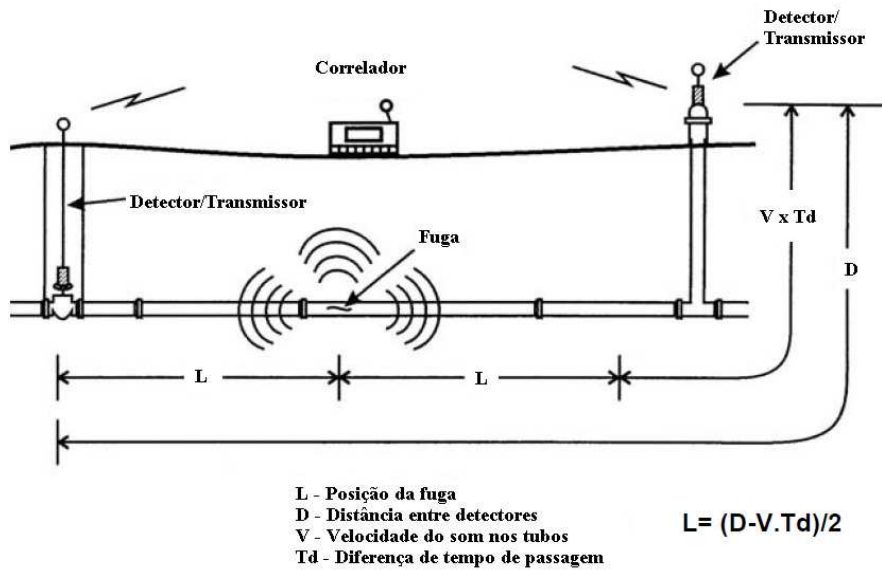 Detector/
Transmissor
Correlador
Detector/Transmissor
V x Td
Fuga
D
L
L
L - Posição da fuga
D - Distância entre detectores
V - Velocidade do som nos tubos
Td - Diferença de tempo de passagem
L= (D-V.Td)/2